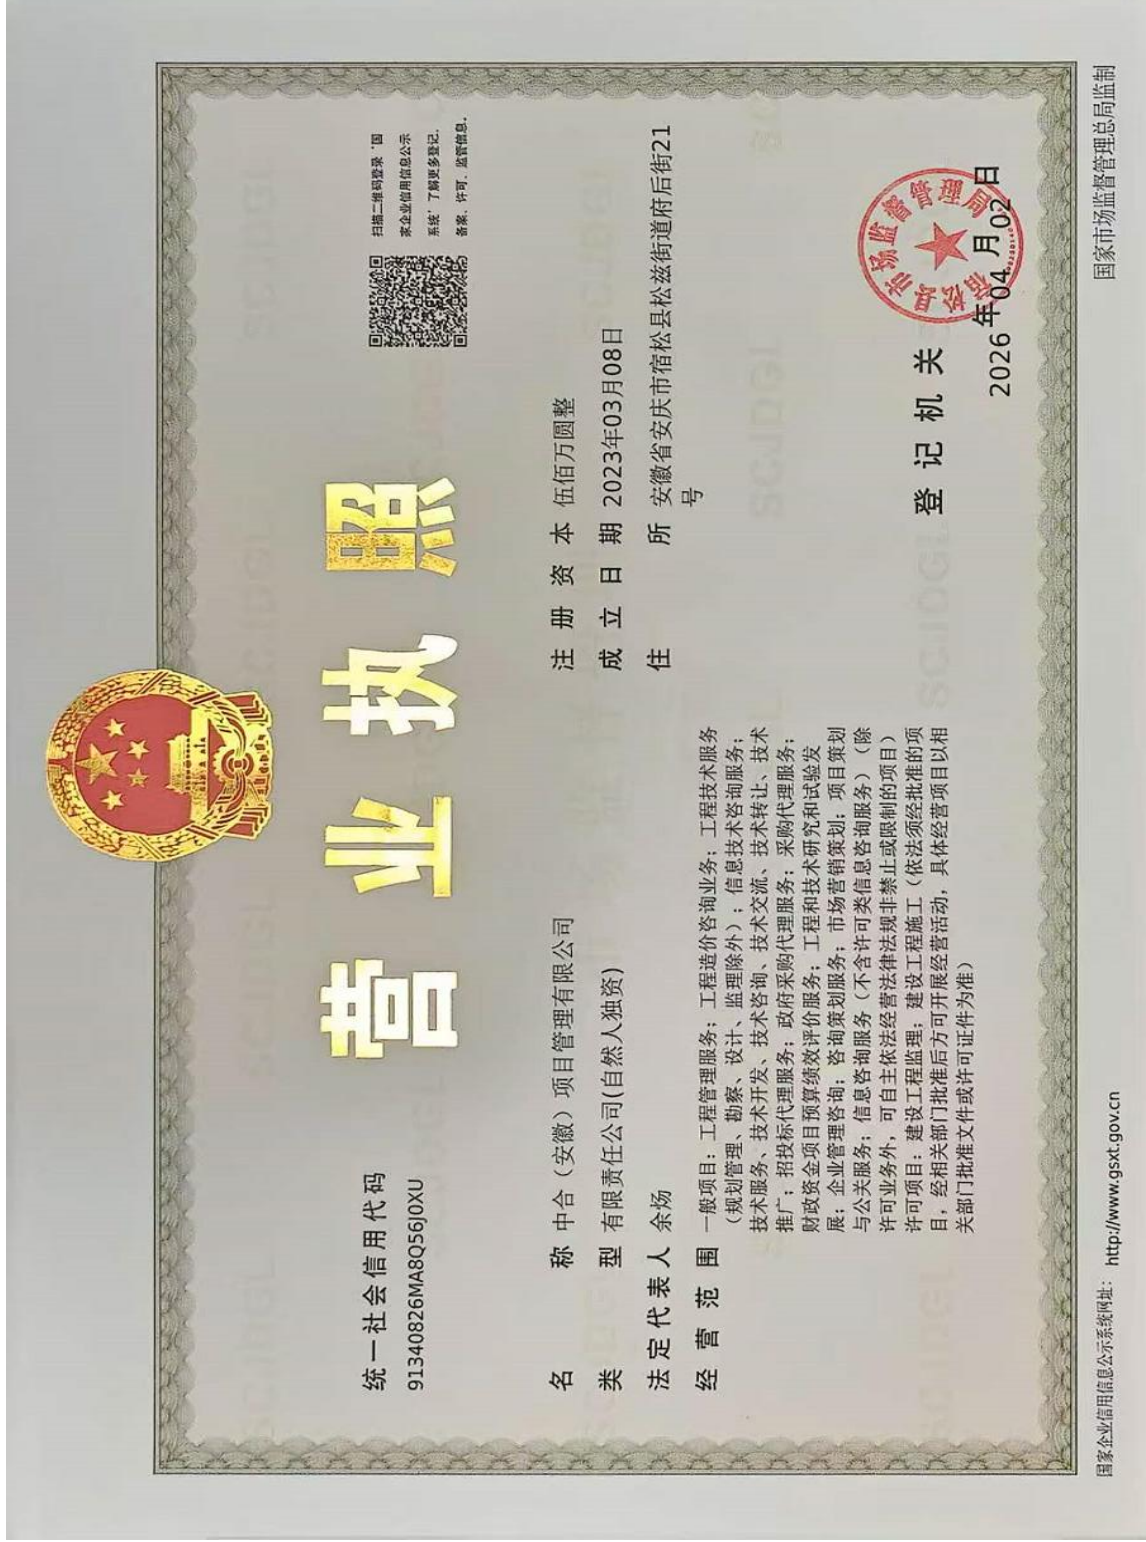 营业执照
统一社会信用代码
91340826MA8Q56J0XU
扫描二维码登录“国
家企业信用信息公示
系统”了解更多登记、
备案、许可、监管信息。
名称 中合（安徽）项目管理有限公司
类型 有限责任公司(自然人独资)
法定代表人 余炀
经营范围 一般项目：工程管理服务；工程造价咨询业务；工程技术服务
（规划管理、勘察、设计、监理除外）；信息技术咨询服务；
技术服务、技术开发、技术咨询、技术交流、技术转让、技术
推广；招投标代理服务；政府采购代理服务；采购代理服务；
财政资金项目预算绩效评价服务；工程和技术研究和试验发
展；企业管理咨询；咨询策划服务；市场营销策划；项目策划
与公关服务；信息咨询服务（不含许可类信息咨询服务）（除
许可业务外，可自主依法经营法律法规非禁止或限制的项目）
许可项目：建设工程监理；建设工程施工（依法须经批准的项
目，经相关部门批准后方可开展经营活动，具体经营项目以相
关部门批准文件或许可证件为准）
注册资本 伍佰万圆整
成立日期 2023年03月08日
住所 安徽省安庆市宿松县松兹街道府后街21
号
登记机关
宿松县市场监督管理局
2026年04月02日
国家企业信用信息公示系统网址： http://www.gsxt.gov.cn
国家市场监督管理总局监制